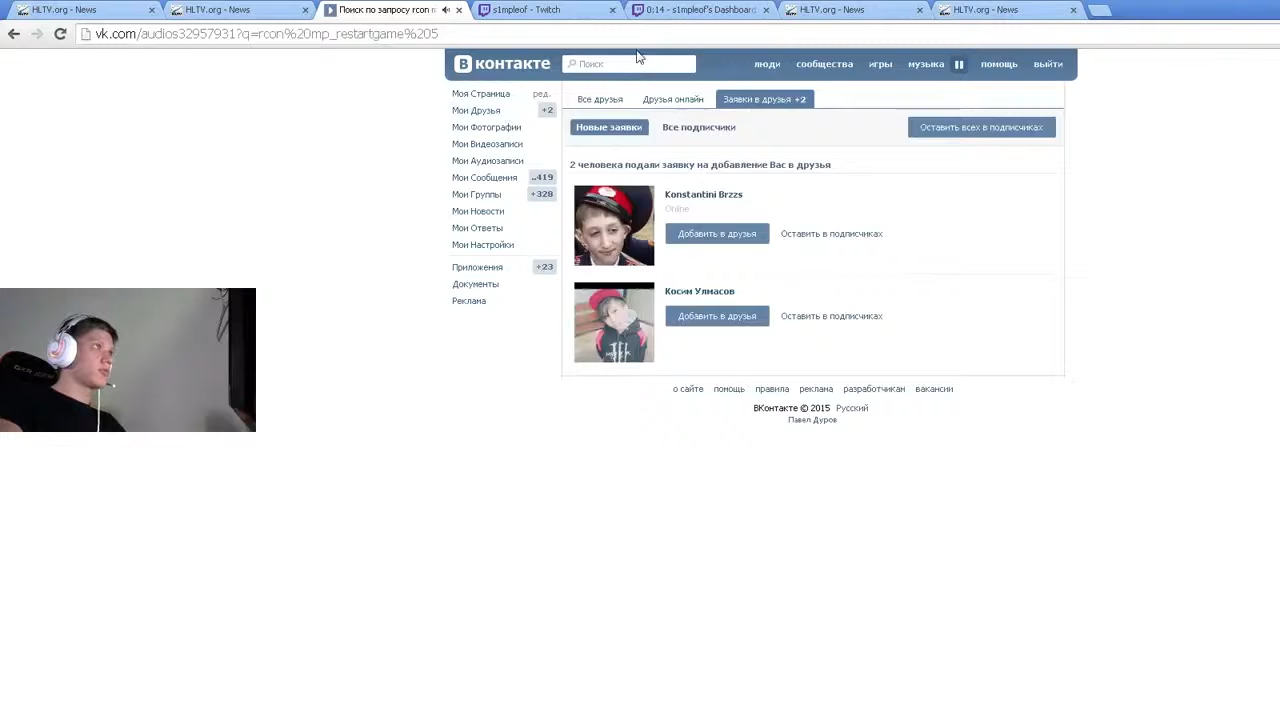 HLTV.org - News
HLTV.org - News
Поиск по запросу rcon m
s1mpleof - Twitch
0:14 - s1mpleof's Dashboard
HLTV.org - News
HLTV.org - News
vk.com/audios32957931?q=rcon%20mp_restartgame%205
В контакте
Поиск
люди
сообщества
игры
музыка
помощь
выйти
Моя Страница
ред.
Мои Друзья
+2
Мои Фотографии
Мои Видеозаписи
Мои Аудиозаписи
Мои Сообщения
..419
Мои Группы
+328
Мои Новости
Мои Ответы
Мои Настройки
Приложения
+23
Документы
Реклама
Все друзья
Друзья онлайн
Заявки в друзья +2
Новые заявки
Все подписчики
Оставить всех в подписчиках
2 человека подали заявку на добавление Вас в друзья
Konstantini Brzzs
Online
Добавить в друзья
Оставить в подписчиках
Косим Улмасов
Добавить в друзья
Оставить в подписчиках
о сайте помощь правила реклама разработчикам вакансии
ВКонтакте © 2015 Русский
Павел Дуров